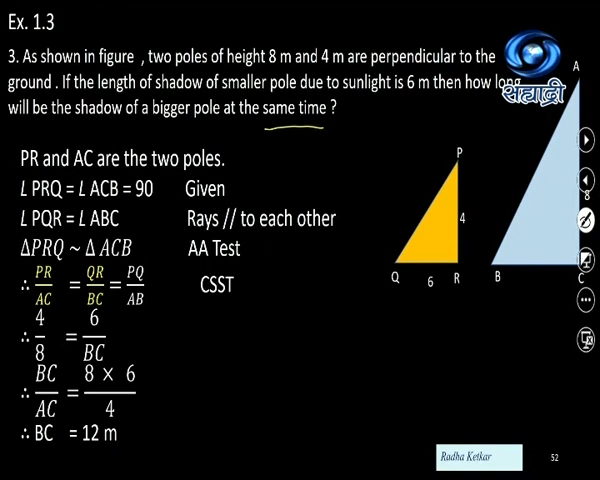 Ex. 1.3
3. As shown in figure , two poles of height 8 m and 4 m are perpendicular to the
ground . If the length of shadow of smaller pole due to sunlight is 6 m then how long
will be the shadow of a bigger pole at the same time ?
सह्याद्री
PR and AC are the two poles.
∠ PRQ = ∠ ACB = 90 Given
∠ PQR = ∠ ABC Rays // to each other
ΔPRQ ~ Δ ACB AA Test
∴ PR/AC = QR/BC = PQ/AB CSST
∴ 4/8 = 6/BC
∴ BC/AC = 8 × 6/4
∴ BC = 12 m
A
P
8
4
Q 6 R B C
Radha Ketkar
52